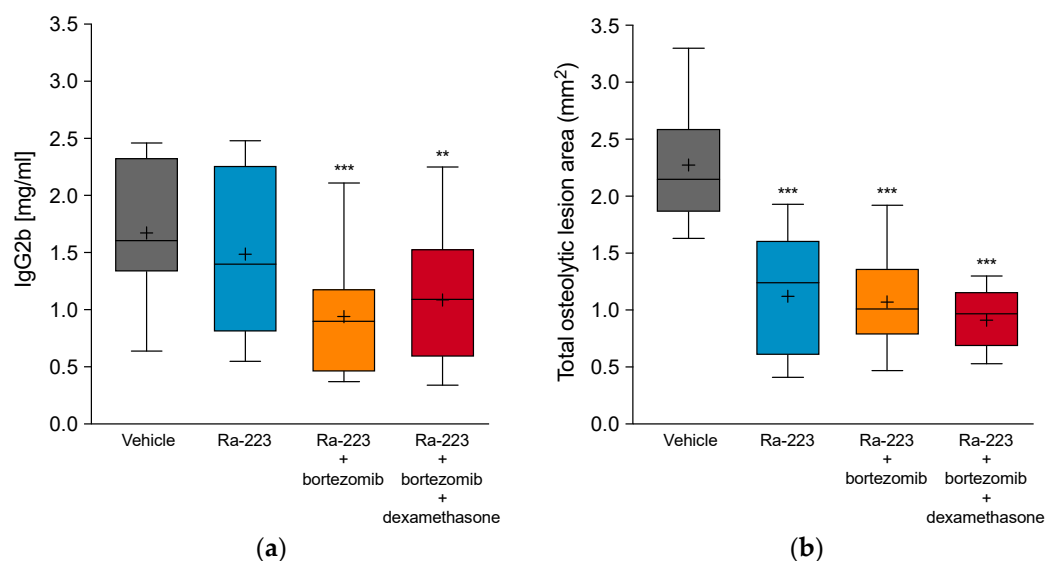 3.5
3.0
2.5
2.0
1.5
1.0
0.5
0.0
IgG2b [mg/ml]
***
**
Vehicle
Ra-223
Ra-223
+
bortezomib
Ra-223
+
bortezomib
+
dexamethasone
(a)
3.5
3.0
2.5
2.0
1.5
1.0
0.5
0.0
Total osteolytic lesion area (mm²)
***
***
***
Vehicle
Ra-223
Ra-223
+
bortezomib
Ra-223
+
bortezomib
+
dexamethasone
(b)